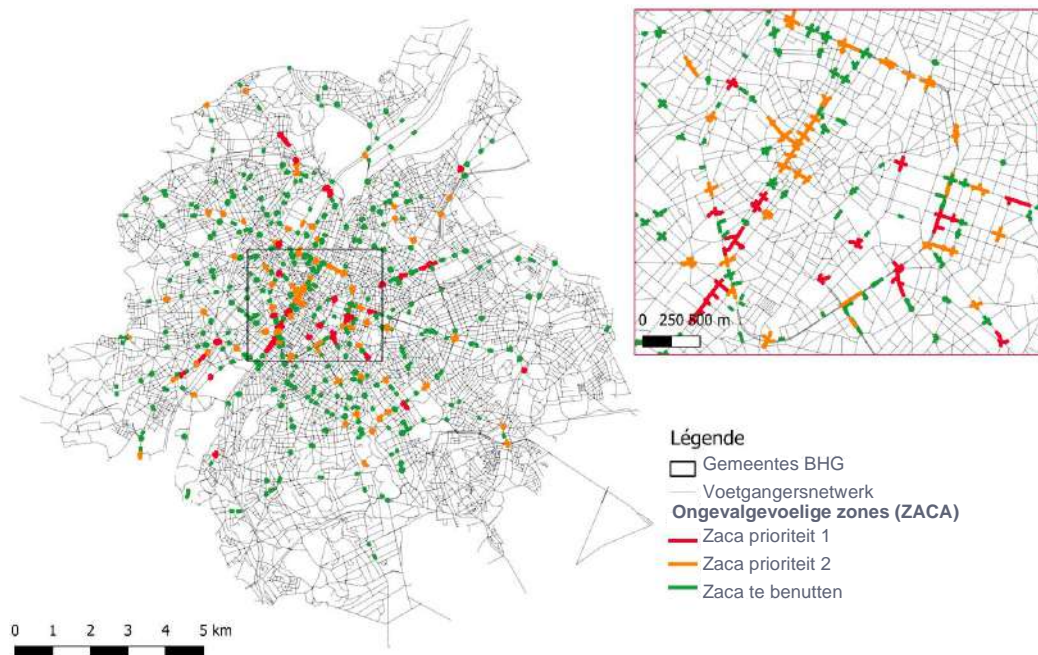 0 250 500 m
Légende
Gemeentes BHG
Voetgangersnetwerk
Ongevalgevoelige zones (ZACA)
Zaca prioriteit 1
Zaca prioriteit 2
Zaca te benutten
0 1 2 3 4 5 km